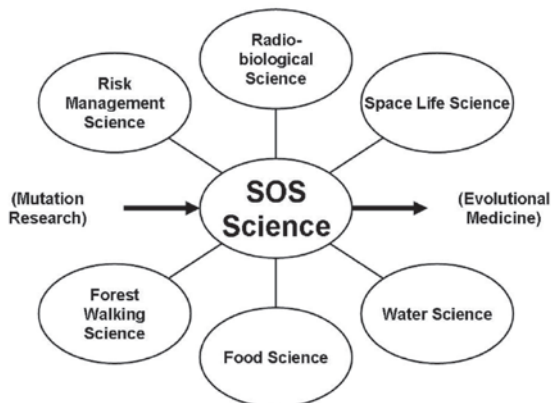 Radio-
biological
Science
Risk
Management
Science
Space Life Science
(Mutation
Research)
SOS
Science
(Evolutional
Medicine)
Forest
Walking
Science
Food Science
Water Science